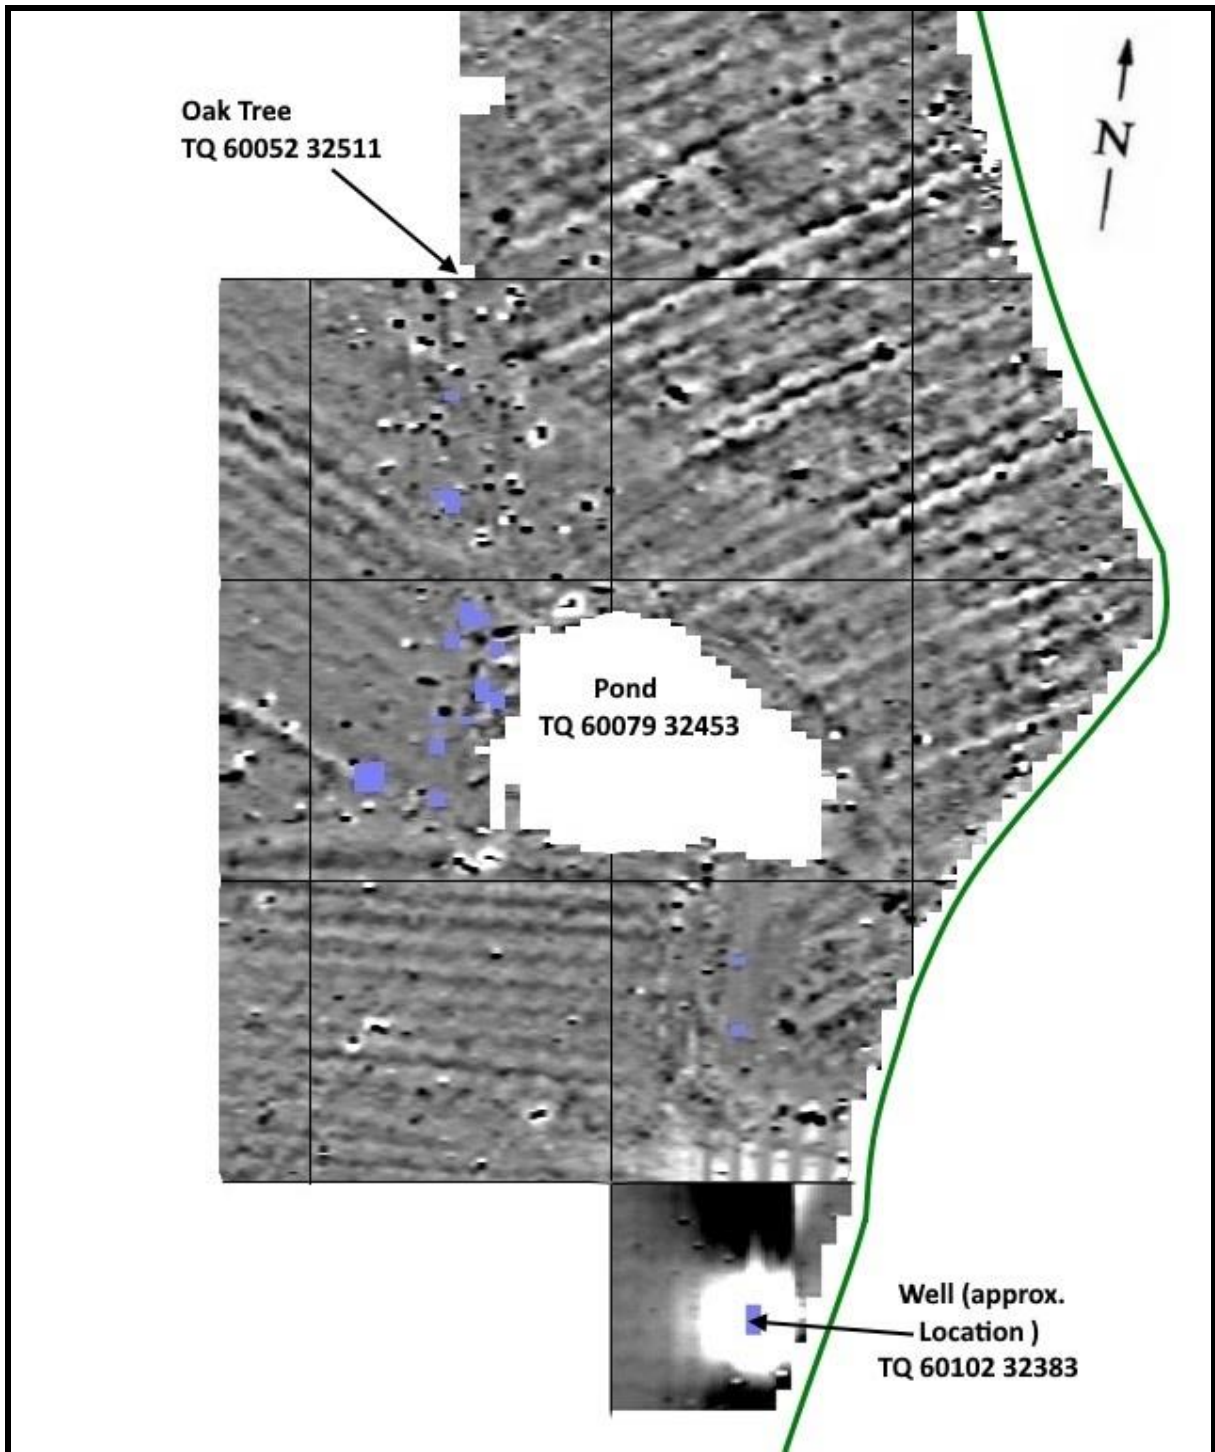 Oak Tree
TQ 60052 32511
N
Pond
TQ 60079 32453
Well (approx.
Location )
TQ 60102 32383